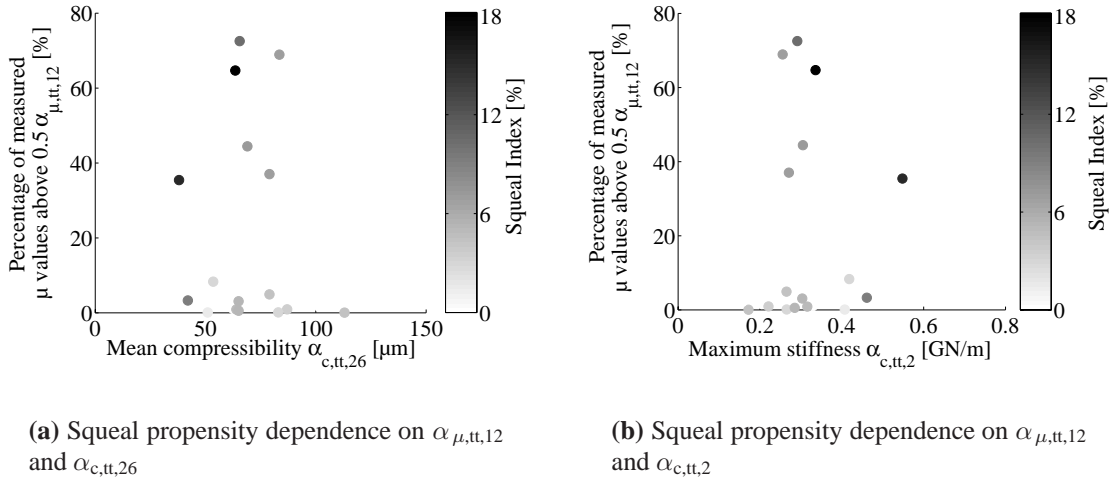 80
60
40
20
0
0
50
100
150
Percentage of measured
μ values above 0.5 α_μ,tt,12 [%]
Mean compressibility α_c,tt,26 [μm]
18
12
6
0
Squeal Index [%]
80
60
40
20
0
0
0.2
0.4
0.6
0.8
Percentage of measured
μ values above 0.5 α_μ,tt,12 [%]
Maximum stiffness α_c,tt,2 [GN/m]
18
12
6
0
Squeal Index [%]
(a) Squeal propensity dependence on α_μ,tt,12
and α_c,tt,26
(b) Squeal propensity dependence on α_μ,tt,12
and α_c,tt,2